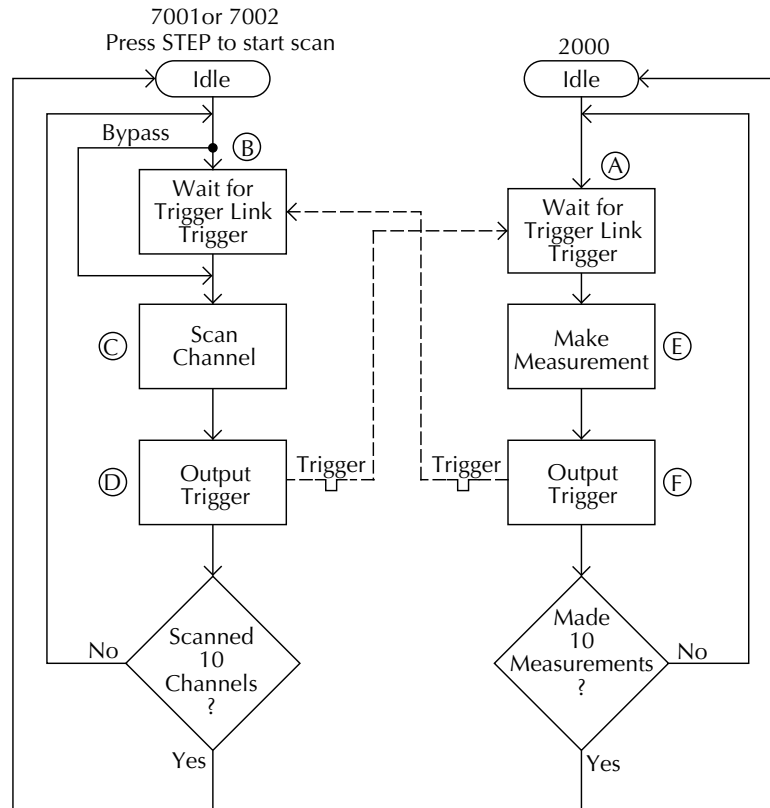 7001or 7002
Press STEP to start scan
Idle
Bypass
B
Wait for
Trigger Link
Trigger
C
Scan
Channel
D
Output
Trigger
Trigger
Scanned
10
Channels
?
No
Yes
2000
Idle
A
Wait for
Trigger Link
Trigger
Make
Measurement
E
Trigger
Output
Trigger
F
Made
10
Measurements
?
No
Yes